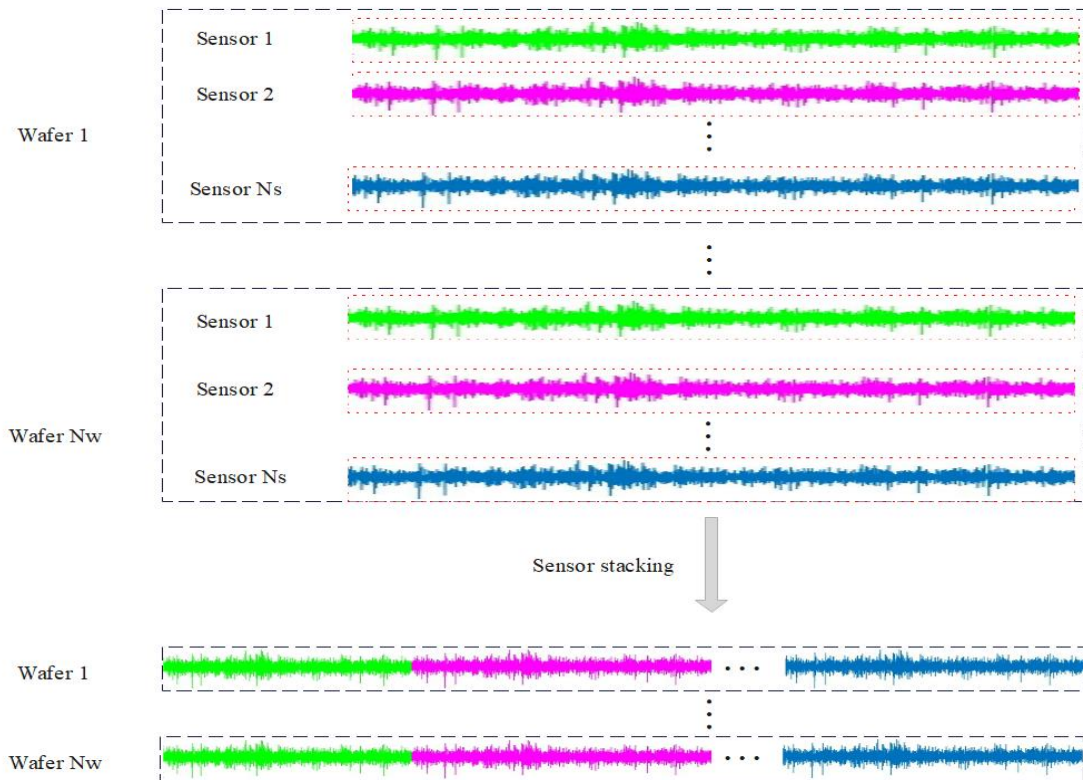 Sensor 1
Sensor 2
Wafer 1
Sensor Ns
Sensor 1
Sensor 2
Wafer Nw
Sensor Ns
Sensor stacking
Wafer 1
Wafer Nw